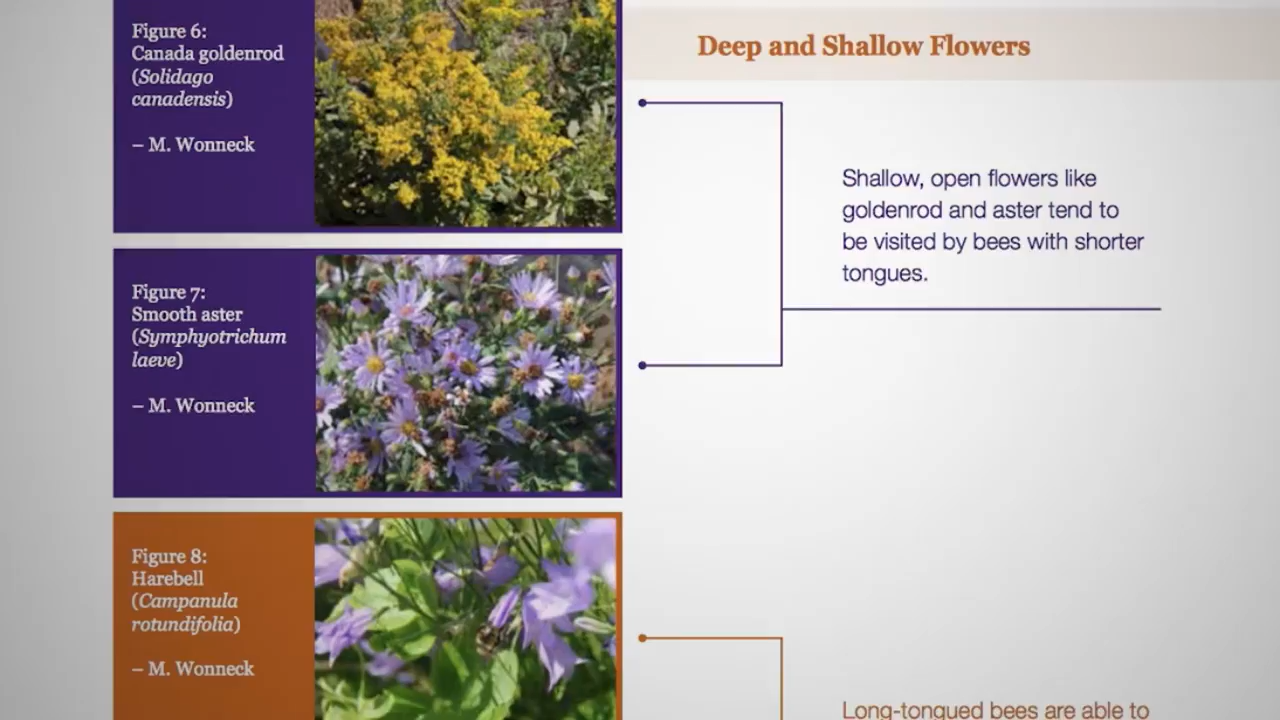 Figure 6:
Canada goldenrod
(Solidago
canadensis)
– M. Wonneck
Deep and Shallow Flowers
Shallow, open flowers like
goldenrod and aster tend to
be visited by bees with shorter
tongues.
Figure 7:
Smooth aster
(Symphyotrichum
laeve)
– M. Wonneck
Figure 8:
Harebell
(Campanula
rotundifolia)
– M. Wonneck
Long-tongued bees are able to